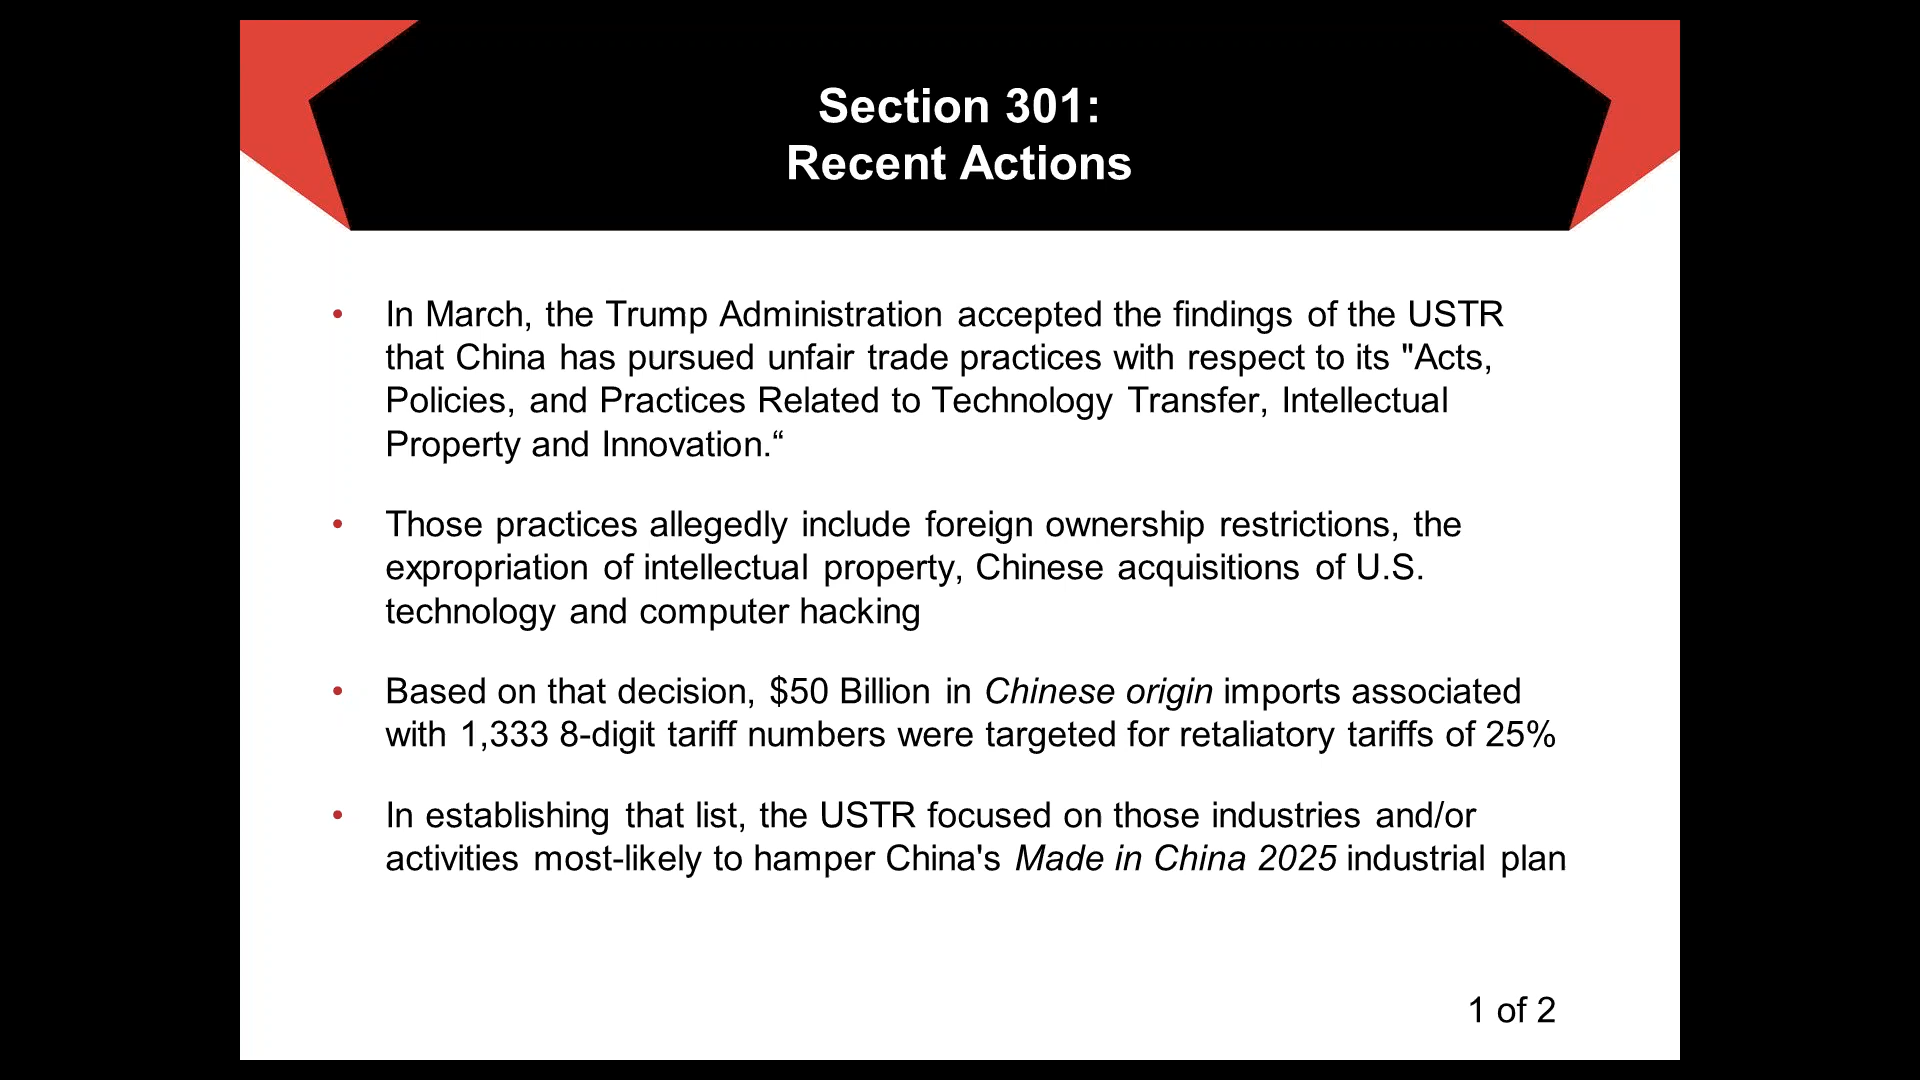 Section 301:
Recent Actions
• In March, the Trump Administration accepted the findings of the USTR
that China has pursued unfair trade practices with respect to its "Acts,
Policies, and Practices Related to Technology Transfer, Intellectual
Property and Innovation.“
• Those practices allegedly include foreign ownership restrictions, the
expropriation of intellectual property, Chinese acquisitions of U.S.
technology and computer hacking
• Based on that decision, $50 Billion in Chinese origin imports associated
with 1,333 8-digit tariff numbers were targeted for retaliatory tariffs of 25%
• In establishing that list, the USTR focused on those industries and/or
activities most-likely to hamper China's Made in China 2025 industrial plan
1 of 2